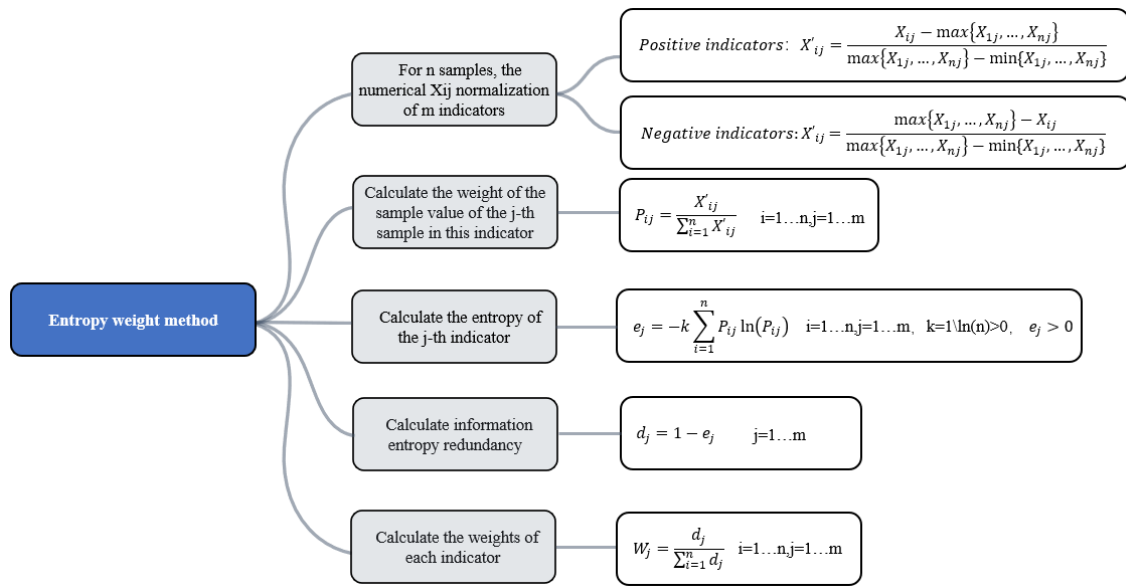 Entropy weight method
For n samples, the
numerical Xij normalization
of m indicators
Positive indicators: X'ij = (Xij − max{X1j, ..., Xnj}) / (max{X1j, ..., Xnj} − min{X1j, ..., Xnj})
Negative indicators: X'ij = (max{X1j, ..., Xnj} − Xij) / (max{X1j, ..., Xnj} − min{X1j, ..., Xnj})
Calculate the weight of the
sample value of the j-th
sample in this indicator
Pij = X'ij / ∑ⁿᵢ₌₁ X'ij i=1…n,j=1…m
Calculate the entropy of
the j-th indicator
ej = −k ∑ⁿᵢ₌₁ Pij ln(Pij) i=1…n,j=1…m, k=1\ln(n)>0, ej > 0
Calculate information
entropy redundancy
dj = 1 − ej j=1…m
Calculate the weights of
each indicator
Wj = dj / ∑ⁿᵢ₌₁ dj i=1…n,j=1…m